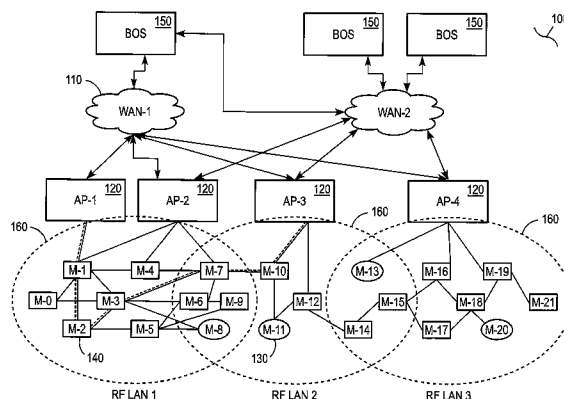 150 150 150
BOS BOS BOS
10
110
WAN-1 WAN-2
120 120 120 120
AP-1 AP-2 AP-3 AP-4
160 160 160
M-13
M-1 M-4 M-7 M-10 M-16 M-19
M-0 M-3 M-6 M-9 M-12 M-15 M-18 M-21
M-2 M-5 M-8 M-11 M-14 M-17 M-20
140 130
RF LAN 1 RF LAN 2 RF LAN 3